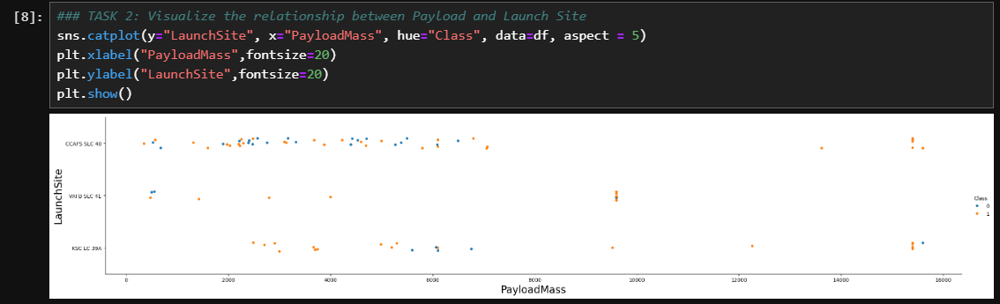 [8]: ### TASK 2: Visualize the relationship between Payload and Launch Site
sns.catplot(y="LaunchSite", x="PayloadMass", hue="Class", data=df, aspect = 5)
plt.xlabel("PayloadMass",fontsize=20)
plt.ylabel("LaunchSite",fontsize=20)
plt.show()
CCAFS SLC 40
VAFB SLC 4E
KSC LC 39A
LaunchSite
Class
0
1
0 2000 4000 6000 8000 10000 12000 14000 16000
PayloadMass